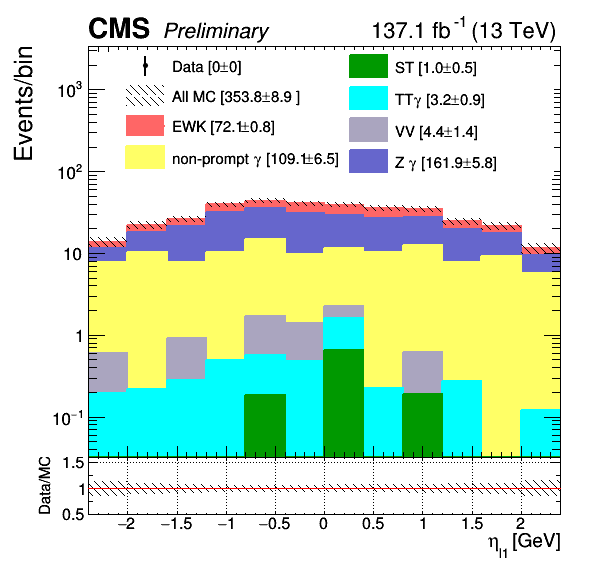 CMS Preliminary 137.1 fb⁻¹ (13 TeV)
Events/bin
Data [0±0]
All MC [353.8±8.9 ]
EWK [72.1±0.8]
non-prompt γ [109.1±6.5]
ST [1.0±0.5]
TTγ [3.2±0.9]
VV [4.4±1.4]
Z γ [161.9±5.8]
10³
10²
10
1
10⁻¹
Data/MC
1.5
1
0.5
−2 −1.5 −1 −0.5 0 0.5 1 1.5 2
η_l1 [GeV]